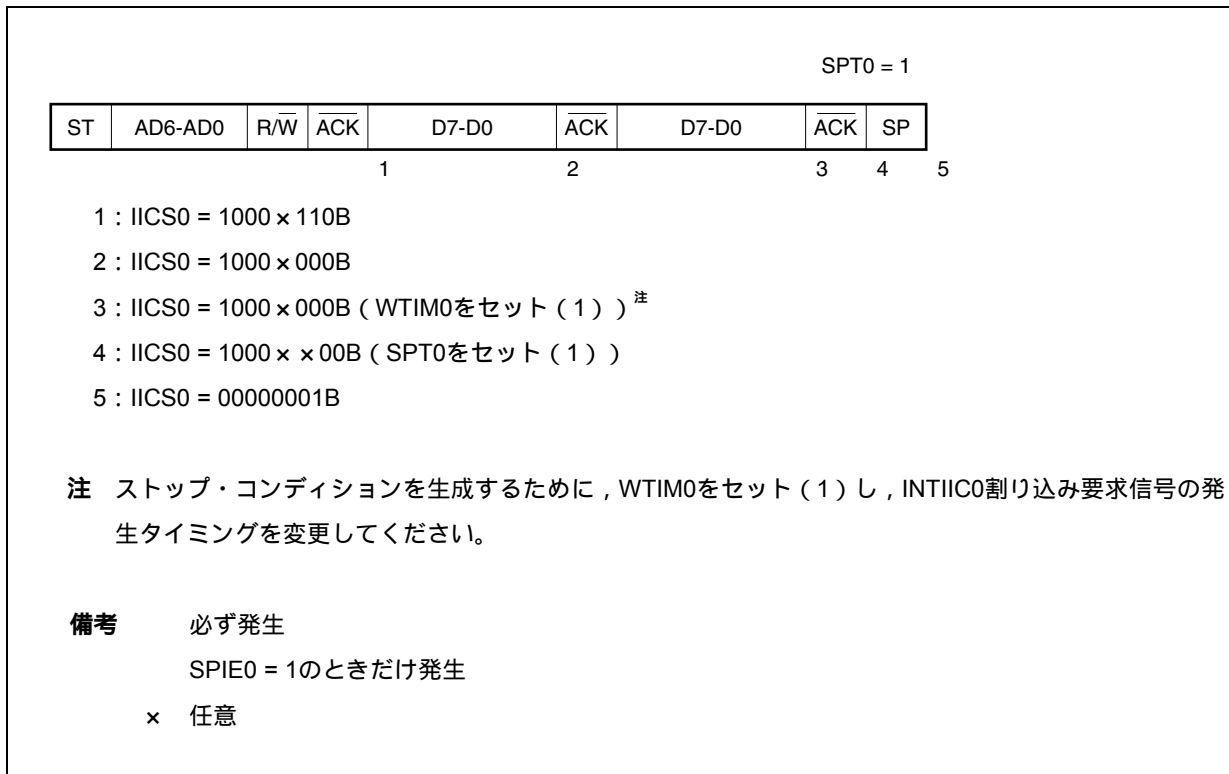 SPT0 = 1
ST AD6-AD0 R/W̅ A̅C̅K̅ D7-D0 A̅C̅K̅ D7-D0 A̅C̅K̅ SP
1 2 3 4 5
1：IICS0 = 1000×110B
2：IICS0 = 1000×000B
3：IICS0 = 1000×000B（WTIM0をセット（1））注
4：IICS0 = 1000××00B（SPT0をセット（1））
5：IICS0 = 00000001B
注 ストップ・コンディションを生成するために，WTIM0をセット（1）し，INTIIC0割り込み要求信号の発
生タイミングを変更してください。
備考 必ず発生
SPIE0 = 1のときだけ発生
× 任意